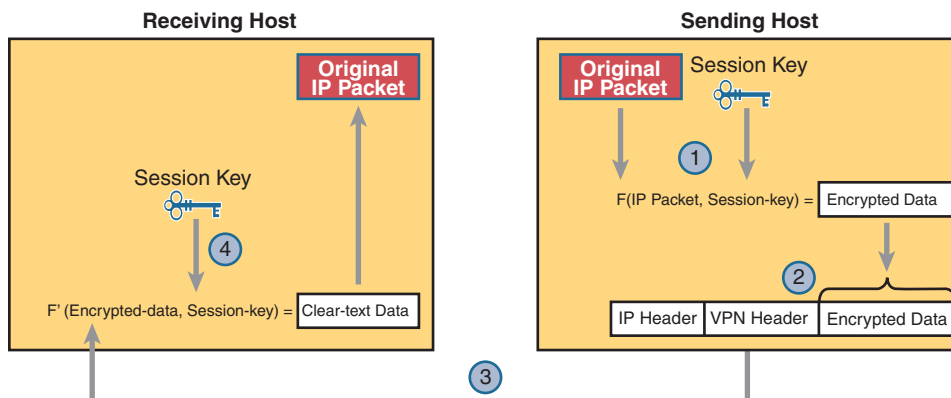 Receiving Host
Original
IP Packet
Session Key
4
F' (Encrypted-data, Session-key) = Clear-text Data
3
Sending Host
Original
IP Packet
Session Key
1
F(IP Packet, Session-key) = Encrypted Data
2
IP Header VPN Header Encrypted Data